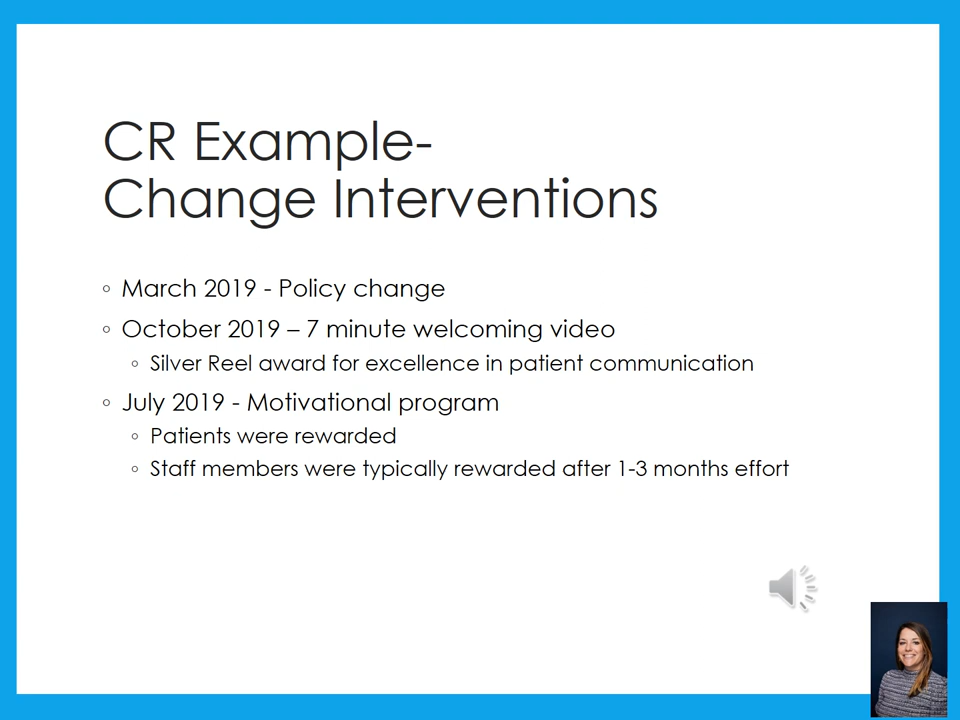 CR Example-
Change Interventions
◦ March 2019 - Policy change
◦ October 2019 – 7 minute welcoming video
◦ Silver Reel award for excellence in patient communication
◦ July 2019 - Motivational program
◦ Patients were rewarded
◦ Staff members were typically rewarded after 1-3 months effort